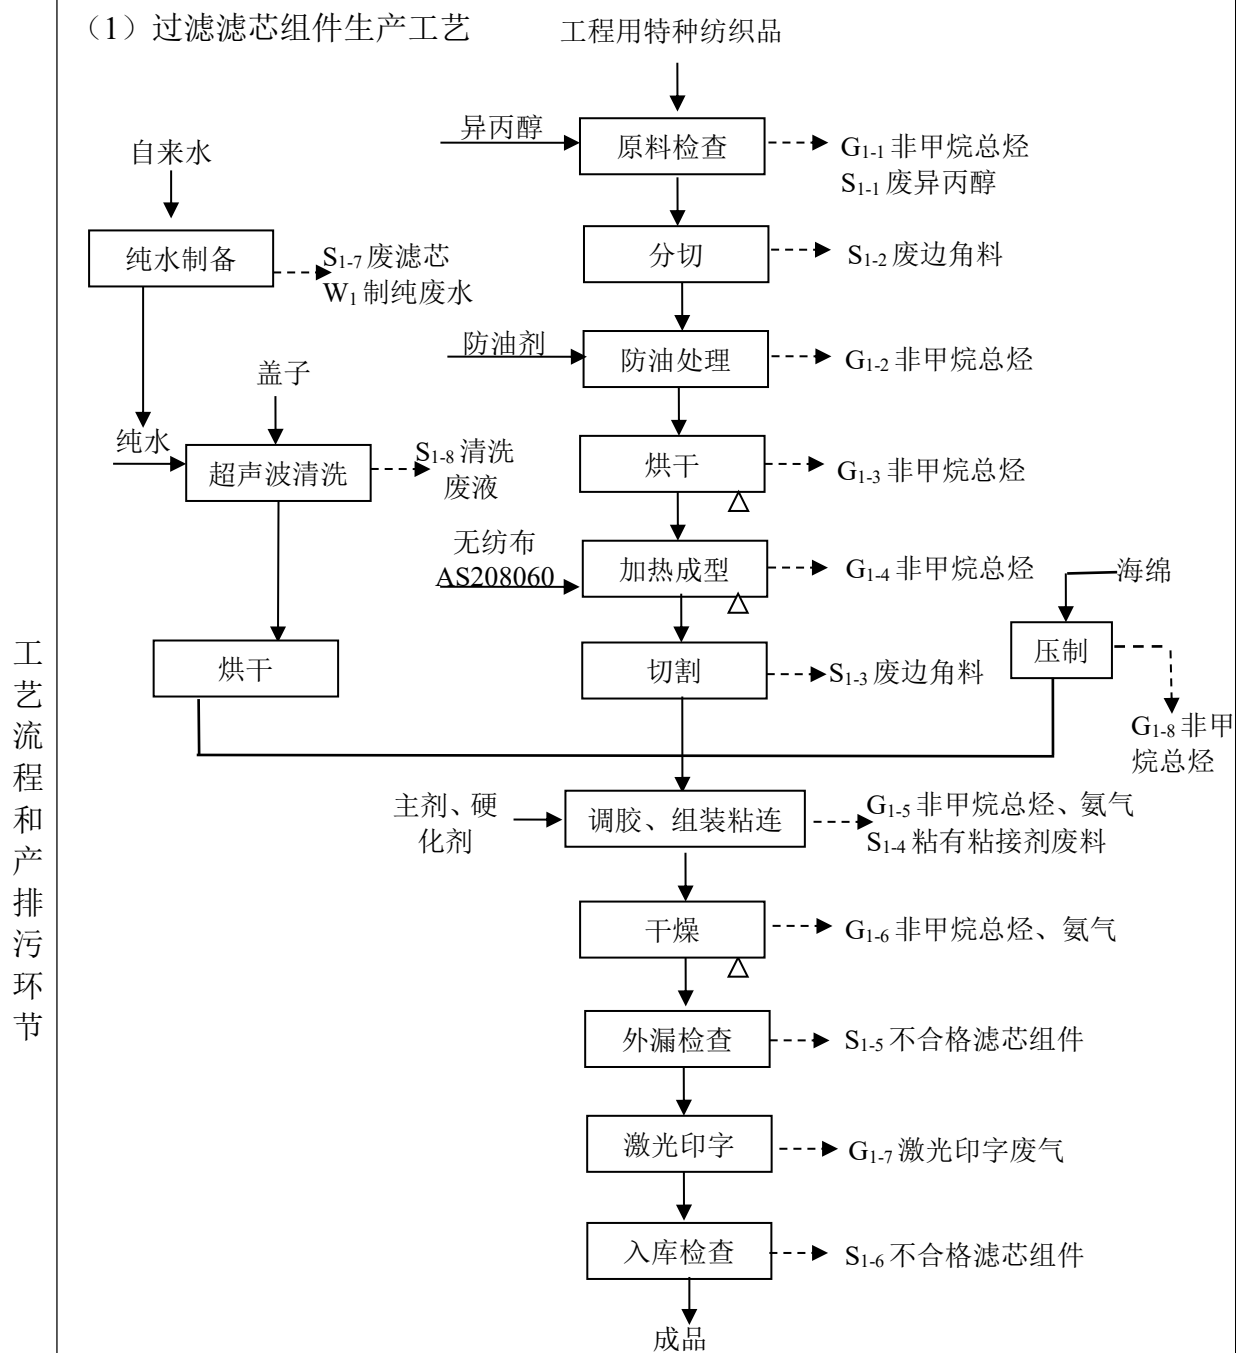 （1）过滤滤芯组件生产工艺
工程用特种纺织品
异丙醇
原料检查
G1-1 非甲烷总烃
S1-1 废异丙醇
自来水
纯水制备
S1-7 废滤芯
W1 制纯废水
分切
S1-2 废边角料
防油剂
防油处理
G1-2 非甲烷总烃
盖子
纯水
超声波清洗
S1-8 清洗
废液
烘干
G1-3 非甲烷总烃
无纺布
AS208060
加热成型
G1-4 非甲烷总烃
海绵
压制
G1-8 非甲
烷总烃
烘干
切割
S1-3 废边角料
主剂、硬
化剂
调胶、组装粘连
G1-5 非甲烷总烃、氨气
S1-4 粘有粘接剂废料
干燥
G1-6 非甲烷总烃、氨气
外漏检查
S1-5 不合格滤芯组件
激光印字
G1-7 激光印字废气
入库检查
S1-6 不合格滤芯组件
成品
工
艺
流
程
和
产
排
污
环
节